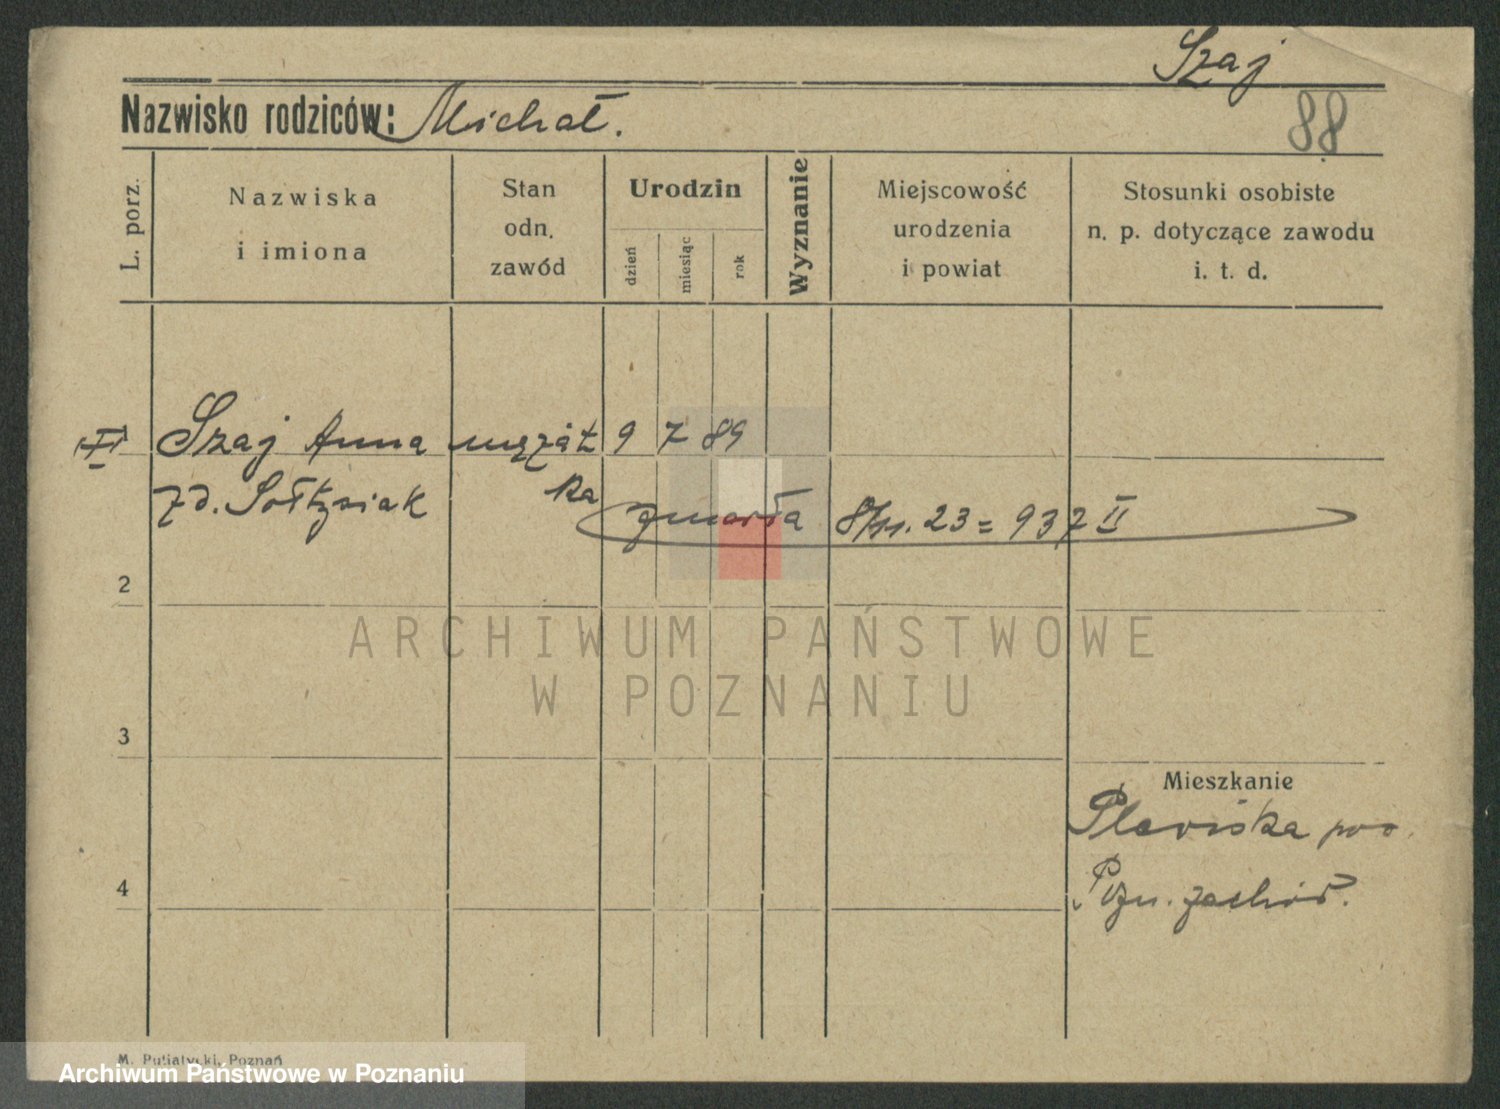 Szaj
Nazwisko rodziców: Michał.
88
L. porz.
Nazwiska
i imiona
Stan
odn.
zawód
Urodzin
dzień
miesiąc
rok
Wyznanie
Miejscowość
urodzenia
i powiat
Stosunki osobiste
n. p. dotyczące zawodu
i. t. d.
Szaj Anna mężat 9 7 89
zd. Sołtysiak ka zmarła 8/11. 23 = 937 II
2
ARCHIWUM PAŃSTWOWE
W POZNANIU
3
Mieszkanie
Plewiska pow.
4
Pozn. zachód.
M. Putiatycki, Poznań
Archiwum Państwowe w Poznaniu